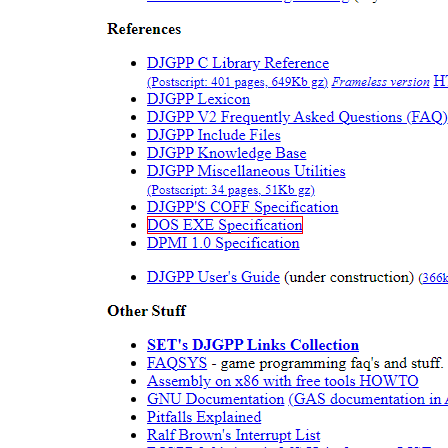 References
DJGPP C Library Reference
(Postscript: 401 pages, 649Kb gz) Frameless version
DJGPP Lexicon
DJGPP V2 Frequently Asked Questions (FAQ)
DJGPP Include Files
DJGPP Knowledge Base
DJGPP Miscellaneous Utilities
(Postscript: 34 pages, 51Kb gz)
DJGPP'S COFF Specification
DOS EXE Specification
DPMI 1.0 Specification
DJGPP User's Guide (under construction) (366k
Other Stuff
SET's DJGPP Links Collection
FAQSYS - game programming faq's and stuff.
Assembly on x86 with free tools HOWTO
GNU Documentation (GAS documentation in
Pitfalls Explained
Ralf Brown's Interrupt List